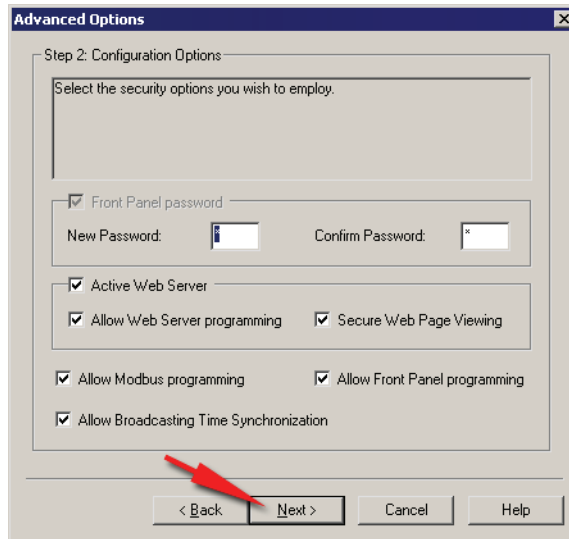 Advanced Options
Step 2: Configuration Options
Select the security options you wish to employ.
Front Panel password
New Password: * Confirm Password: *
Active Web Server
Allow Web Server programming Secure Web Page Viewing
Allow Modbus programming Allow Front Panel programming
Allow Broadcasting Time Synchronization
< Back Next > Cancel Help